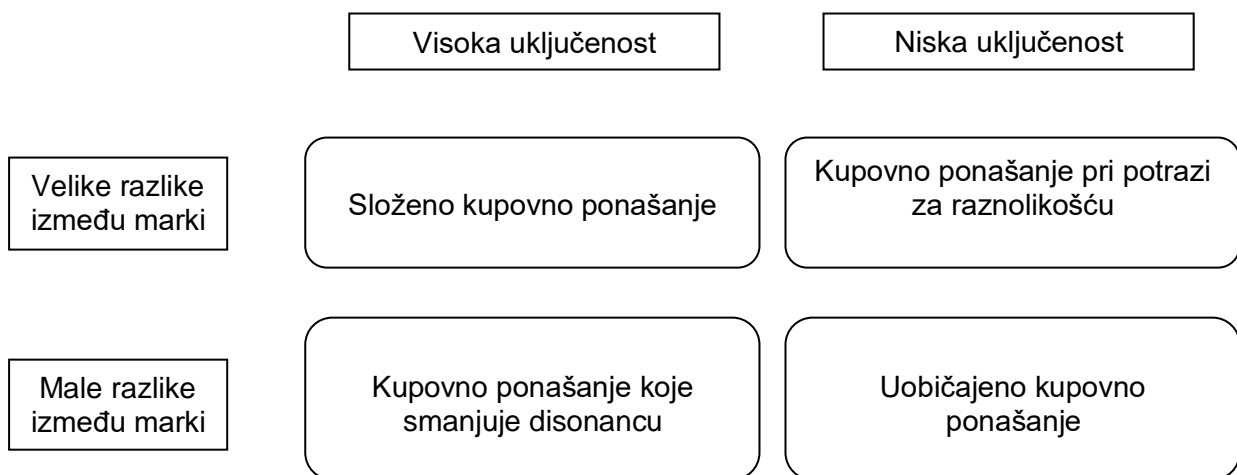 Visoka uključenost
Niska uključenost
Velike razlike
između marki
Složeno kupovno ponašanje
Kupovno ponašanje pri potrazi
za raznolikošću
Male razlike
između marki
Kupovno ponašanje koje
smanjuje disonancu
Uobičajeno kupovno
ponašanje